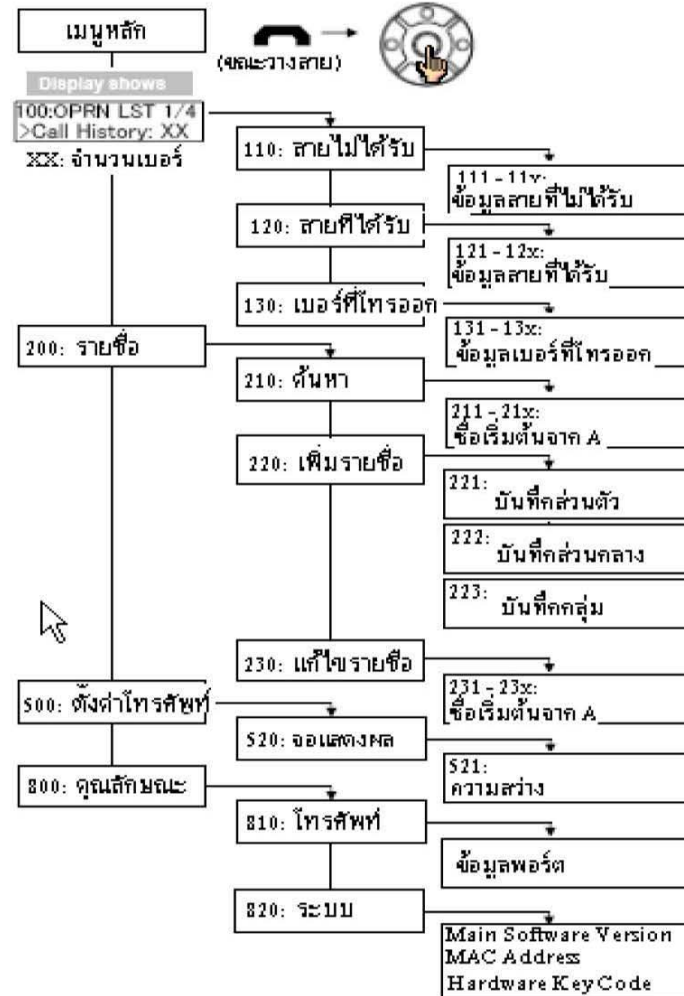 เมนูหลัก
(ขณะวางสาย)
Display shows
100:OPRN LST 1/4
>Call History: XX
XX: จำนวนเบอร์
110: สายไม่ได้รับ
111 - 11x:
ข้อมูลสายที่ไม่ได้รับ
120: สายที่ได้รับ
121 - 12x:
ข้อมูลสายที่ได้รับ
130: เบอร์ที่โทรออก
131 - 13x:
ข้อมูลเบอร์ที่โทรออก
200: รายชื่อ
210: ค้นหา
211 - 21x:
ชื่อเริ่มต้นจาก A
220: เพิ่มรายชื่อ
221:
บันทึกส่วนตัว
222:
บันทึกส่วนกลาง
223:
บันทึกกลุ่ม
230: แก้ไขรายชื่อ
231 - 23x:
ชื่อเริ่มต้นจาก A
500: ตั้งค่าโทรศัพท์
520: จอแสดงผล
521:
ความสว่าง
800: คุณลักษณะ
810: โทรศัพท์
ข้อมูลพอร์ต
820: ระบบ
Main Software Version
MAC Address
Hardware Key Code